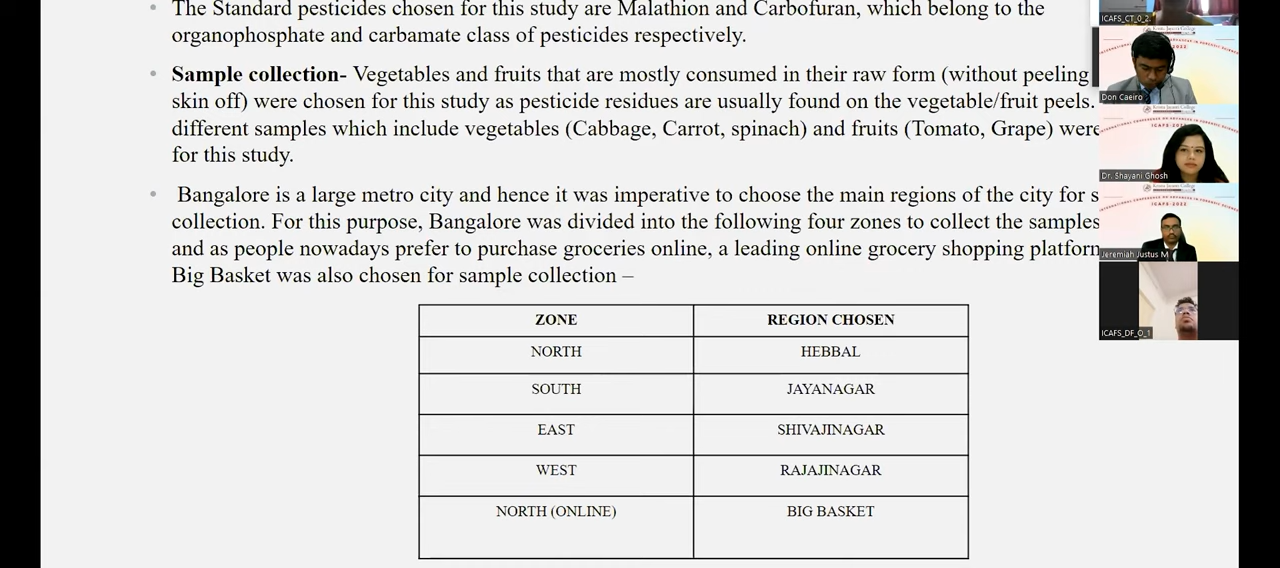 The Standard pesticides chosen for this study are Malathion and Carbofuran, which belong to the
organophosphate and carbamate class of pesticides respectively.
Sample collection- Vegetables and fruits that are mostly consumed in their raw form (without peeling
skin off) were chosen for this study as pesticide residues are usually found on the vegetable/fruit peels.
different samples which include vegetables (Cabbage, Carrot, spinach) and fruits (Tomato, Grape) were
for this study.
Bangalore is a large metro city and hence it was imperative to choose the main regions of the city for s
collection. For this purpose, Bangalore was divided into the following four zones to collect the samples
and as people nowadays prefer to purchase groceries online, a leading online grocery shopping platform
Big Basket was also chosen for sample collection –
ZONE REGION CHOSEN
NORTH HEBBAL
SOUTH JAYANAGAR
EAST SHIVAJINAGAR
WEST RAJAJINAGAR
NORTH (ONLINE) BIG BASKET
ICAFS_CT_0_2
Don Caeiro
ICAFS-2022
Dr. Shayani Ghosh
ICAFS-2022
Jeremiah Justus M
ICAFS_DF_O_1